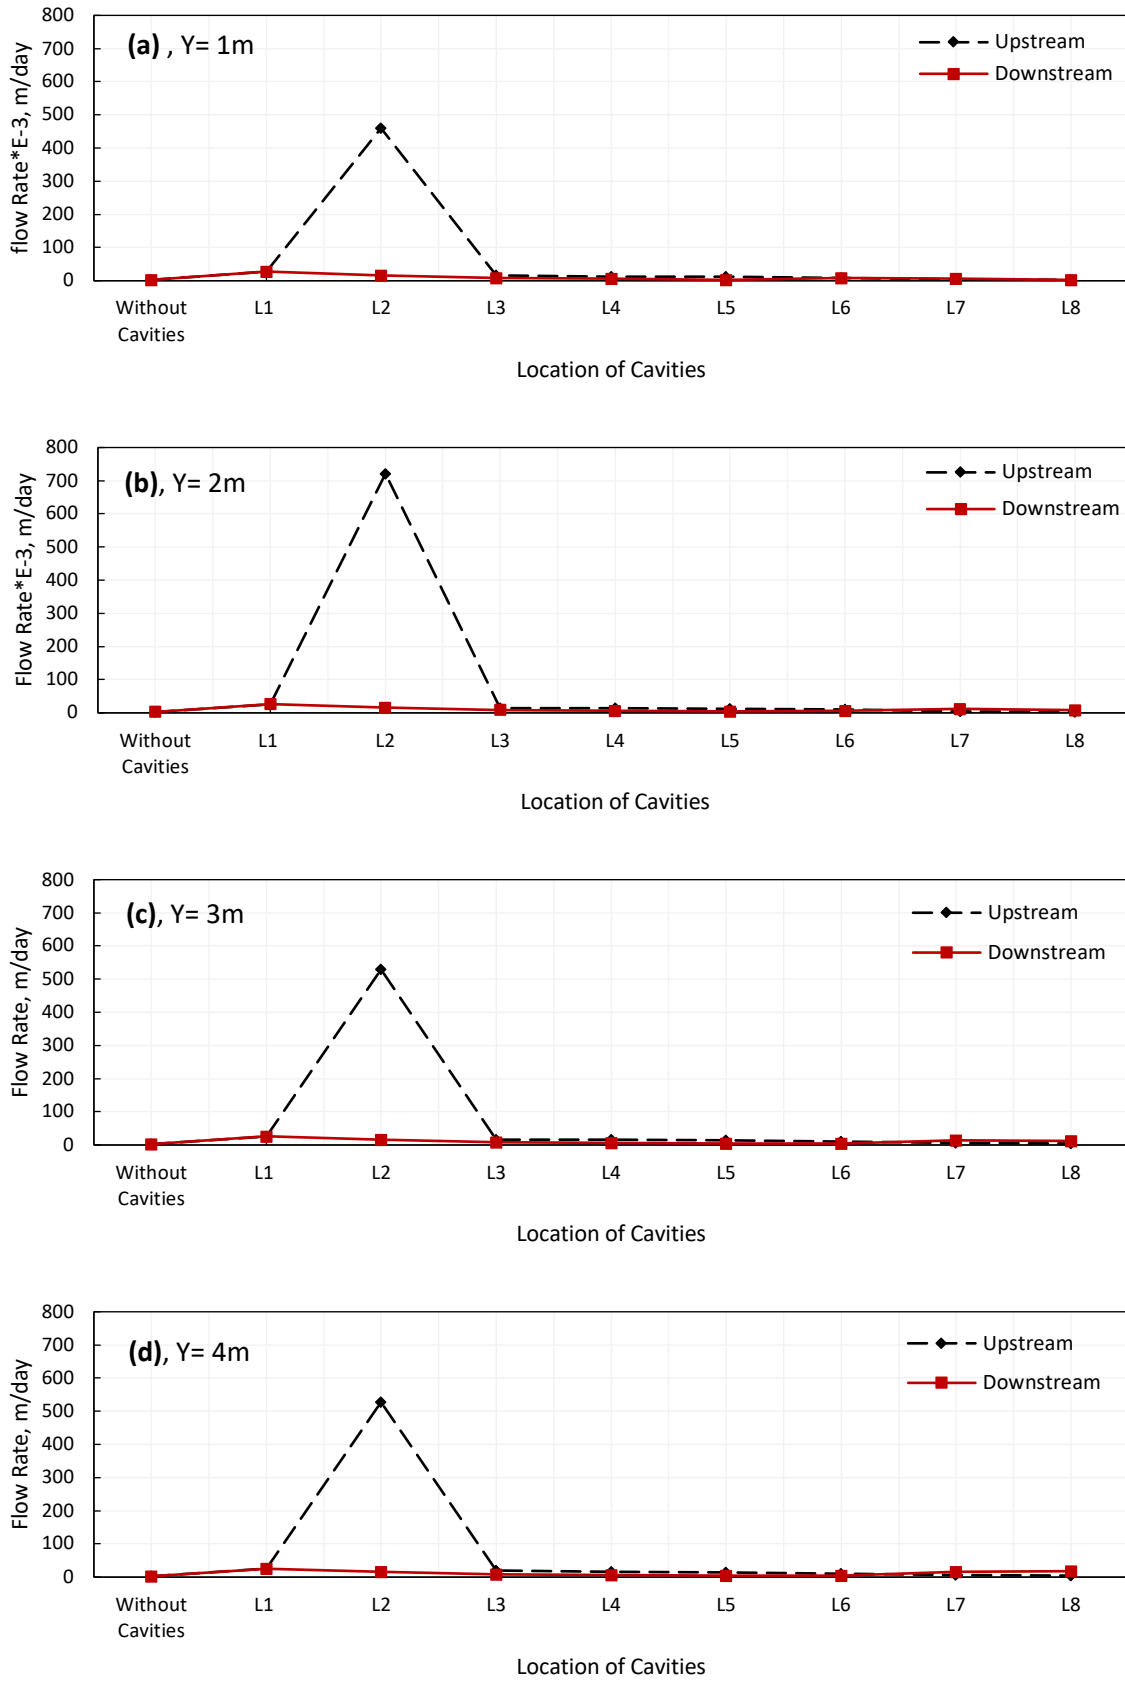 (a) , Y= 1m
Upstream
Downstream
flow Rate*E-3, m/day
800
700
600
500
400
300
200
100
0
Without Cavities L1 L2 L3 L4 L5 L6 L7 L8
Location of Cavities
(b), Y= 2m
Upstream
Downstream
Flow Rate*E-3, m/day
800
700
600
500
400
300
200
100
0
Without Cavities L1 L2 L3 L4 L5 L6 L7 L8
Location of Cavities
(c), Y= 3m
Upstream
Downstream
Flow Rate, m/day
800
700
600
500
400
300
200
100
0
Without Cavities L1 L2 L3 L4 L5 L6 L7 L8
Location of Cavities
(d), Y= 4m
Upstream
Downstream
Flow Rate, m/day
800
700
600
500
400
300
200
100
0
Without Cavities L1 L2 L3 L4 L5 L6 L7 L8
Location of Cavities